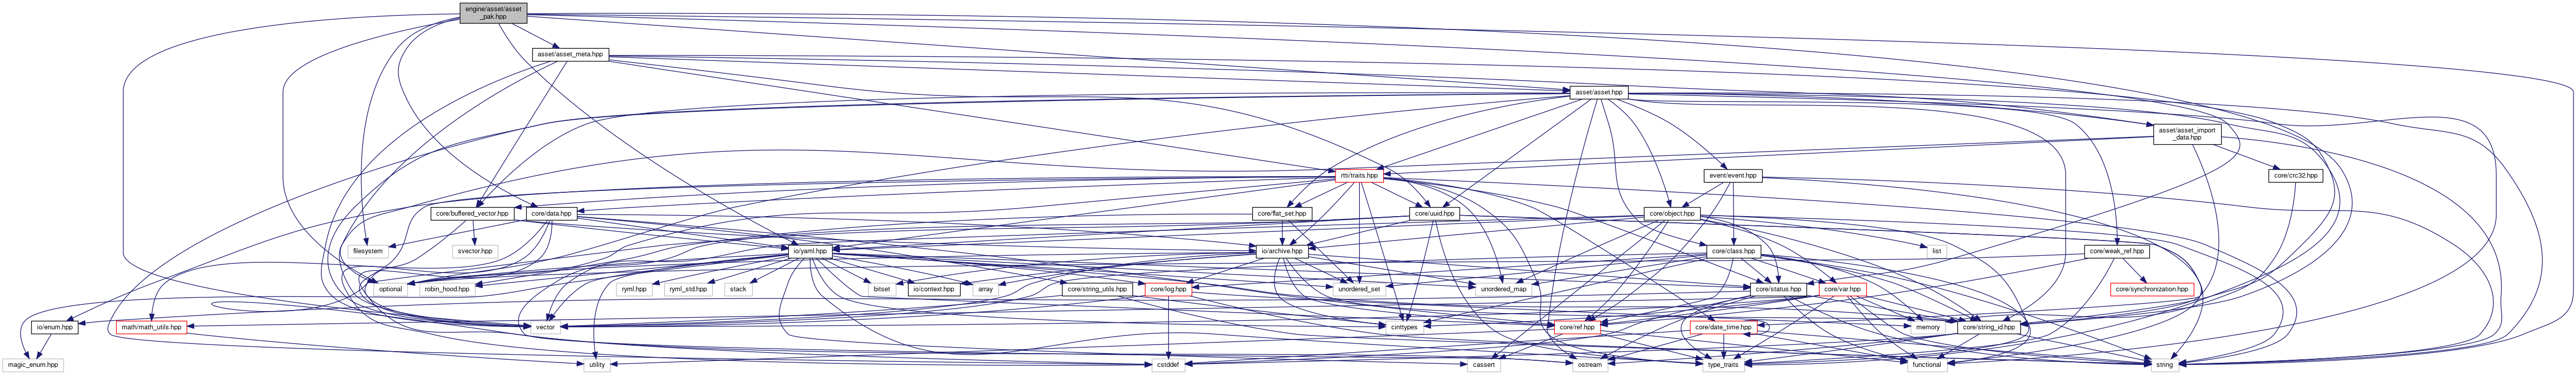 engine/asset/asset
_pak.hpp
asset/asset_meta.hpp
asset/asset.hpp
asset/asset_import
_data.hpp
rtti/traits.hpp
event/event.hpp
core/crc32.hpp
core/buffered_vector.hpp
core/data.hpp
core/flat_set.hpp
core/uuid.hpp
core/object.hpp
filesystem
svector.hpp
io/yaml.hpp
io/archive.hpp
core/class.hpp
list
core/weak_ref.hpp
optional
robin_hood.hpp
ryml.hpp
ryml_std.hpp
stack
bitset
io/context.hpp
array
core/string_utils.hpp
core/log.hpp
unordered_set
unordered_map
core/status.hpp
core/var.hpp
core/synchronization.hpp
io/enum.hpp
math/math_utils.hpp
vector
cinttypes
core/ref.hpp
core/date_time.hpp
memory
core/string_id.hpp
magic_enum.hpp
utility
cstddef
cassert
ostream
type_traits
functional
string